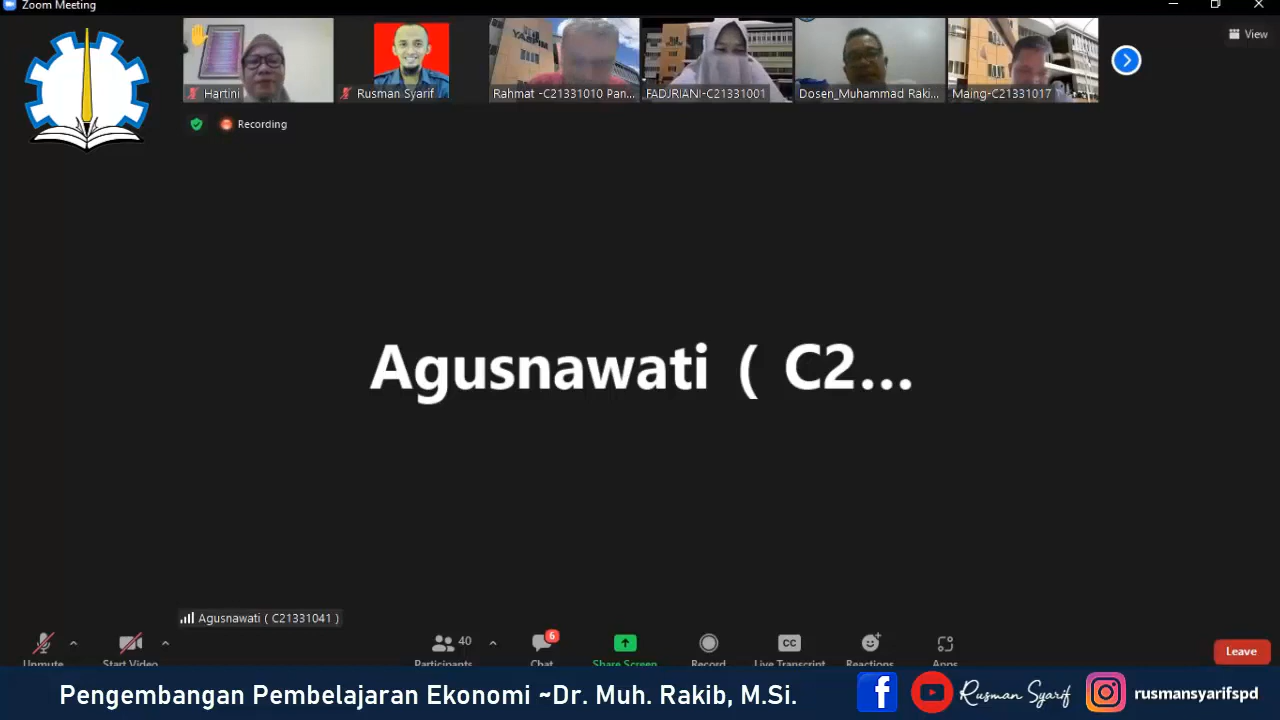 Zoom Meeting
View
Hartini
Rusman Syarif
Rahmat -C21331010 Pan...
FADJRIANI-C21331001
Dosen_Muhammad Raki...
Maing-C21331017
Recording
Agusnawati ( C2...
Agusnawati ( C21331041 )
Unmute
Start Video
Participants
40
Chat
6
Share Screen
Record
CC
Live Transcript
Reactions
Apps
Leave
Pengembangan Pembelajaran Ekonomi ~Dr. Muh. Rakib, M.Si.
f
Rusman Syarif
rusmansyarifspd